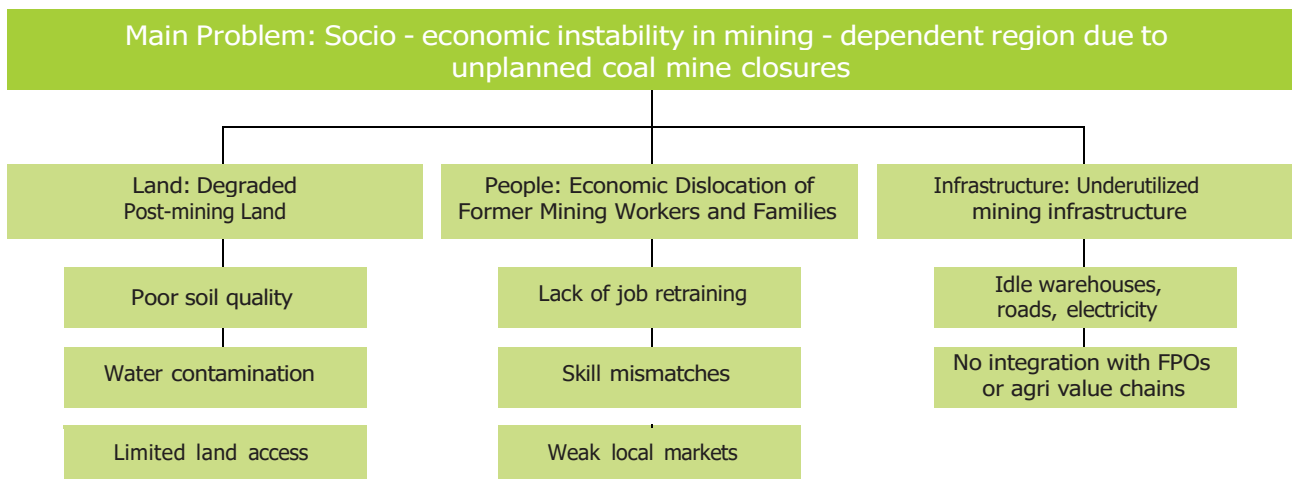 Main Problem: Socio - economic instability in mining - dependent region due to
unplanned coal mine closures
Land: Degraded
Post-mining Land
People: Economic Dislocation of
Former Mining Workers and Families
Infrastructure: Underutilized
mining infrastructure
Poor soil quality
Lack of job retraining
Idle warehouses,
roads, electricity
Water contamination
Skill mismatches
No integration with FPOs
or agri value chains
Limited land access
Weak local markets